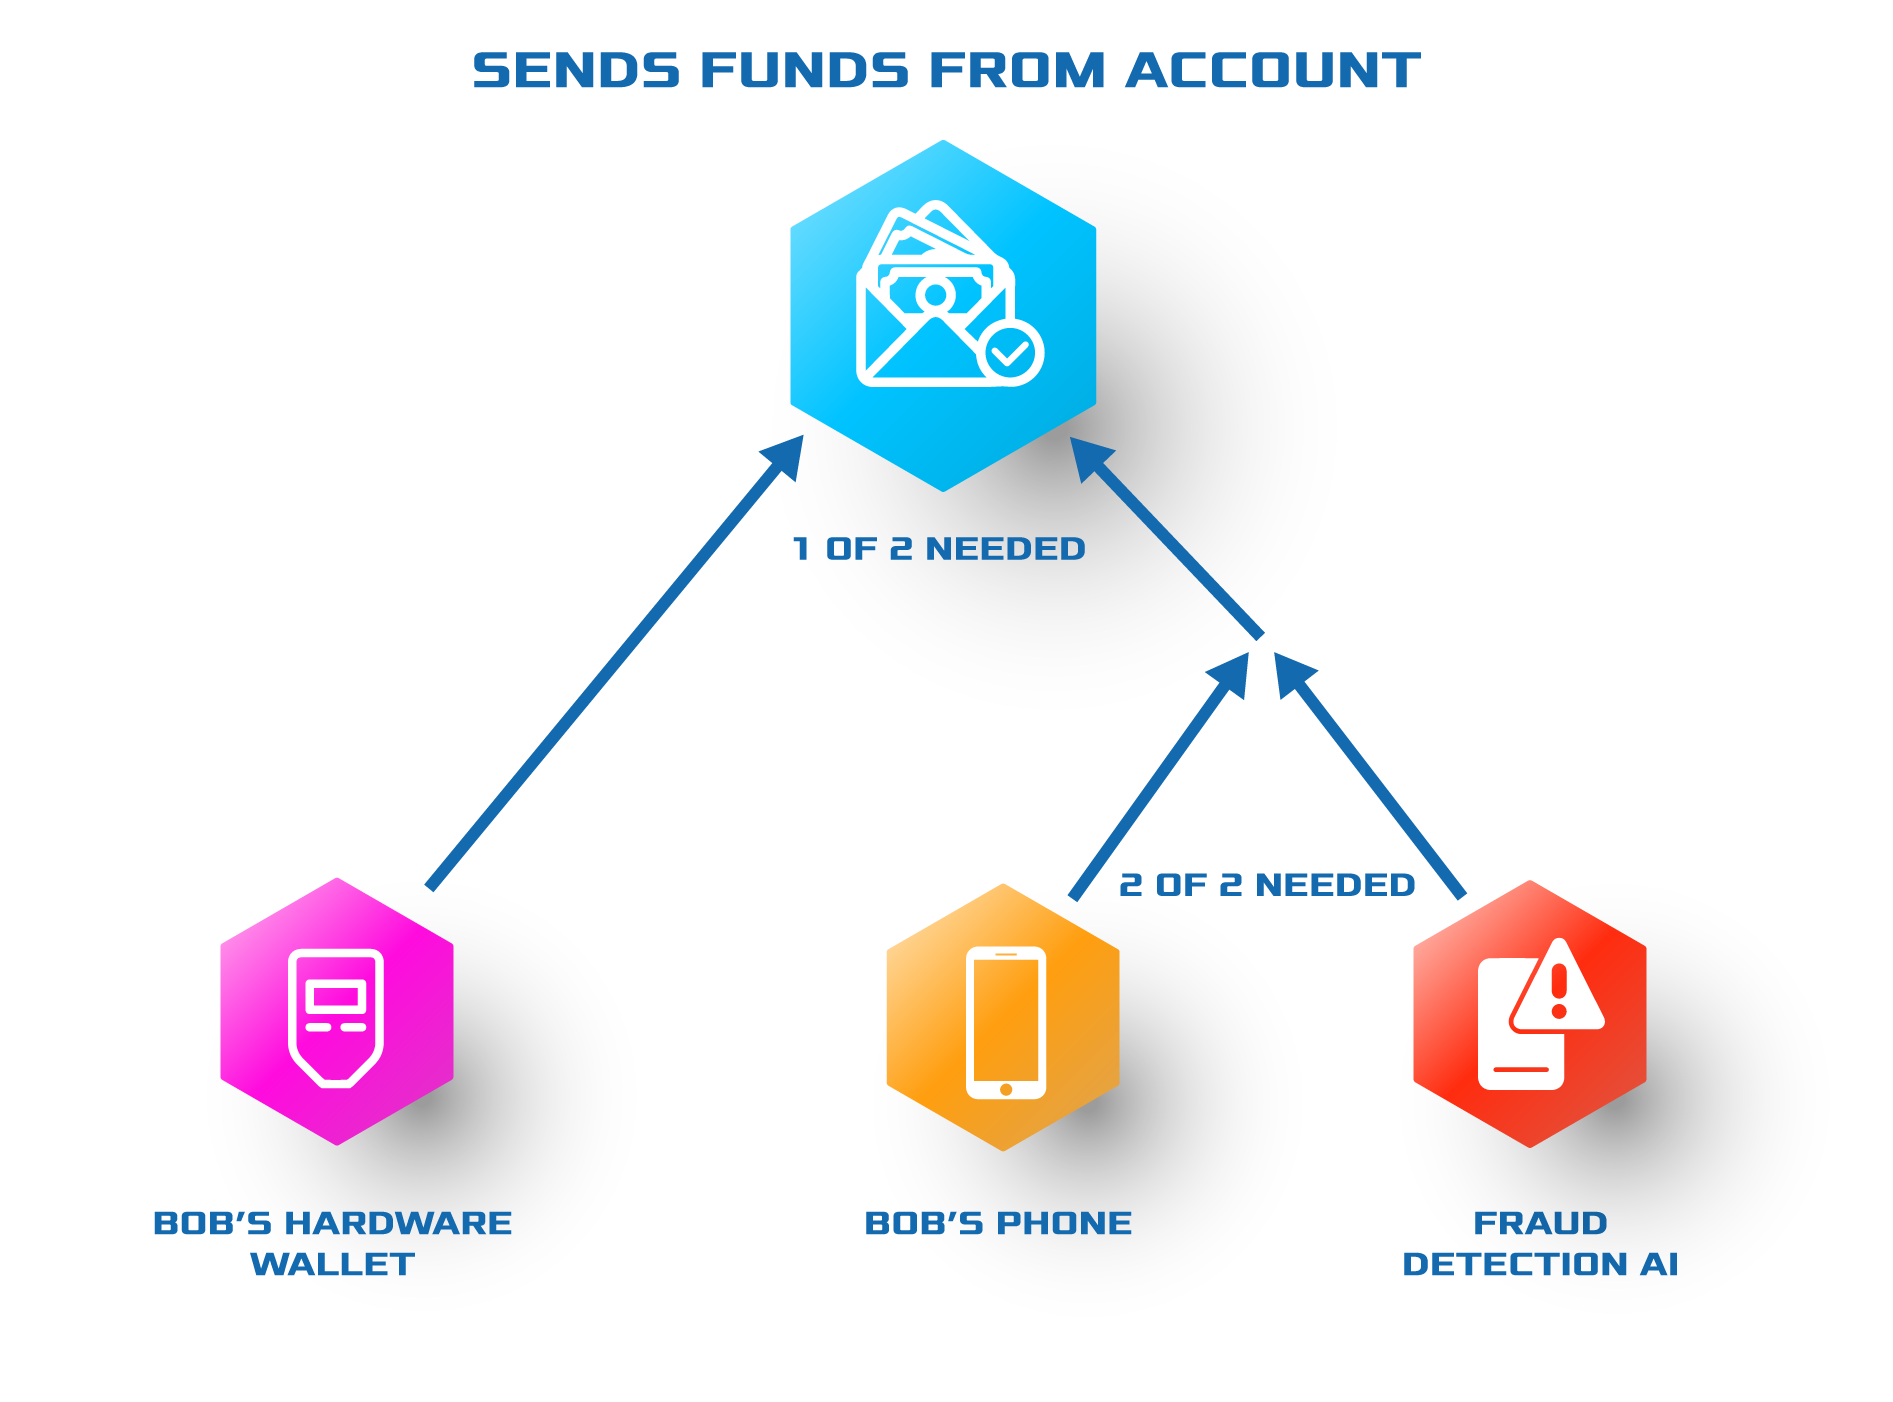 SENDS FUNDS FROM ACCOUNT
1 OF 2 NEEDED
2 OF 2 NEEDED
BOB’S HARDWARE
WALLET
BOB’S PHONE
FRAUD
DETECTION AI